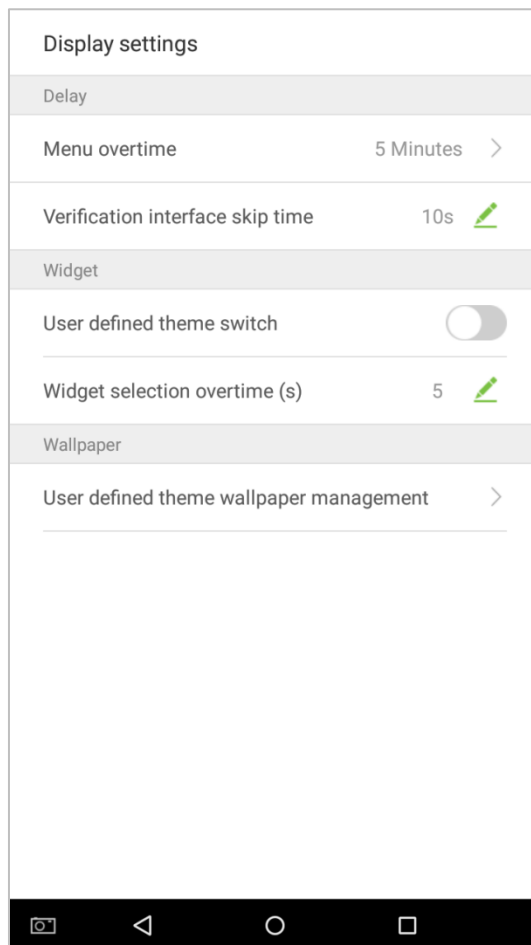 Display settings
Delay
Menu overtime 5 Minutes
Verification interface skip time 10s
Widget
User defined theme switch
Widget selection overtime (s) 5
Wallpaper
User defined theme wallpaper management